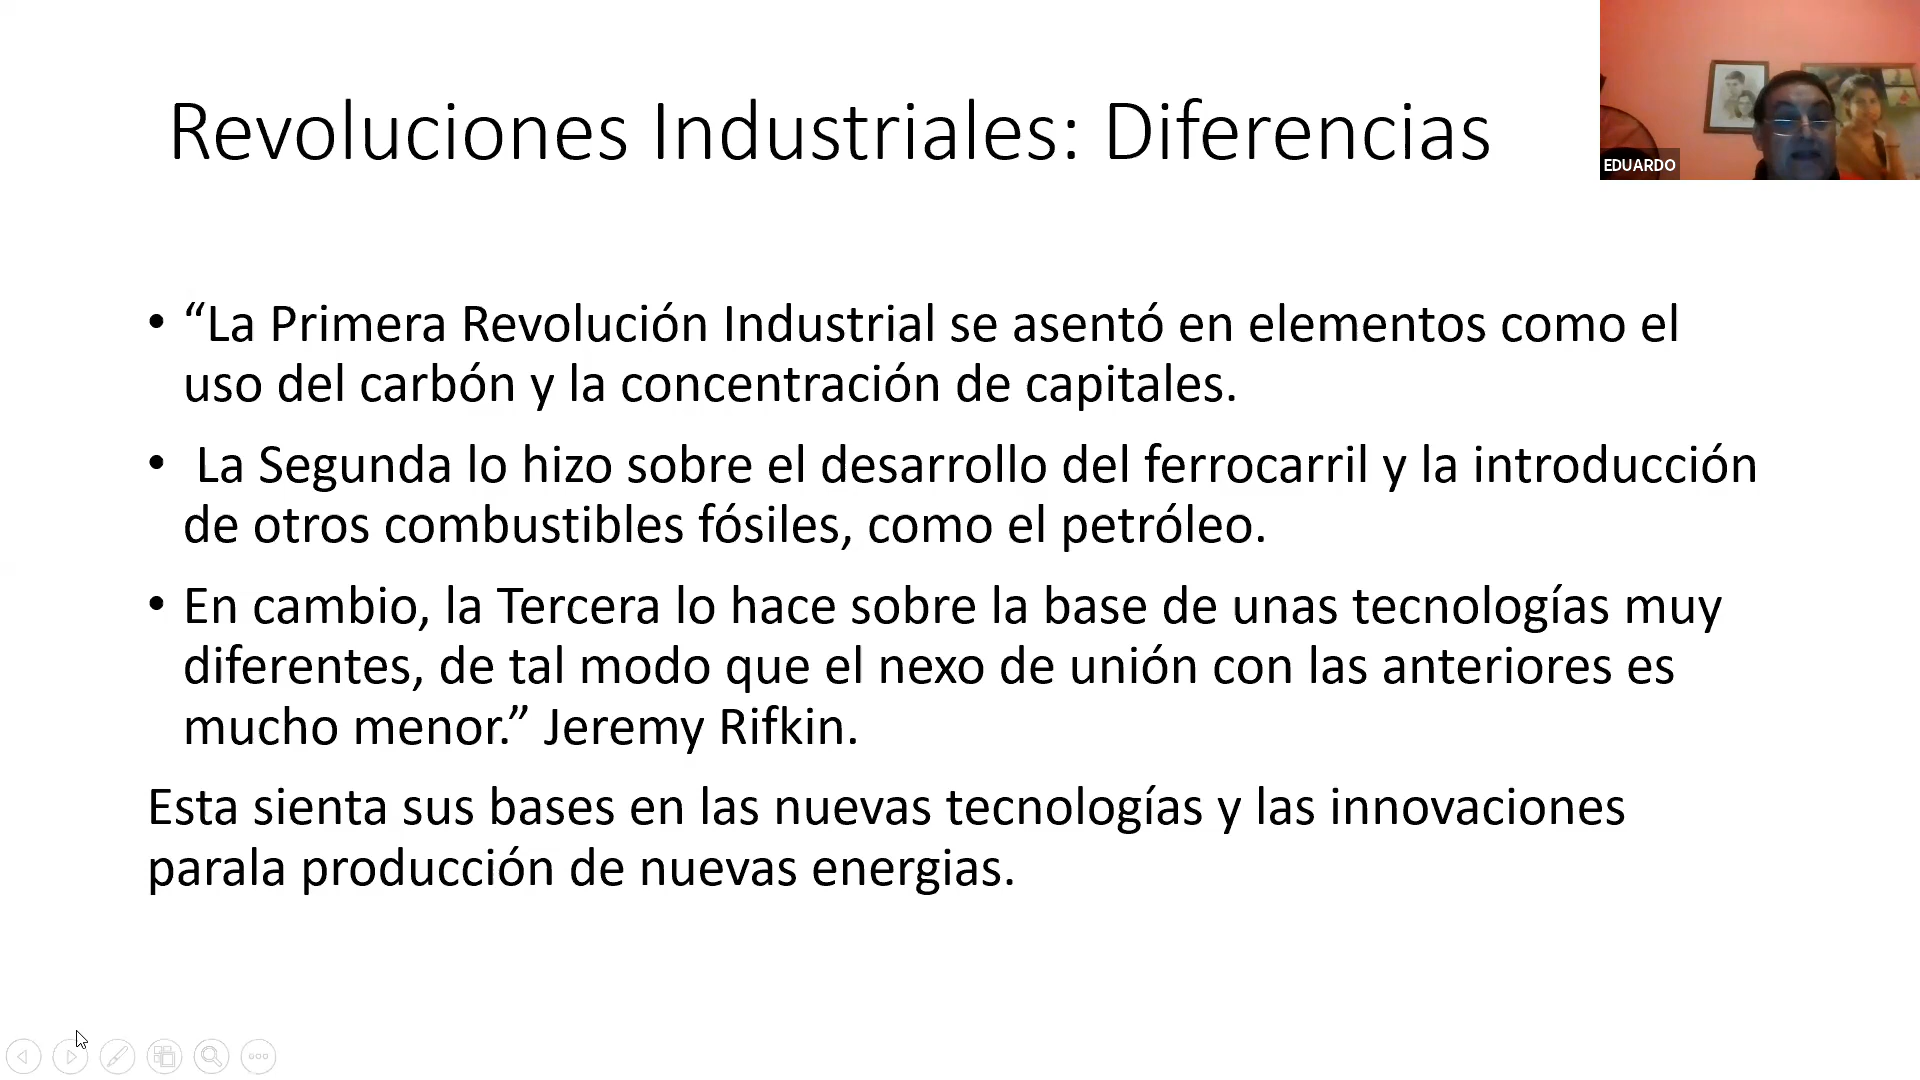 Revoluciones Industriales: Diferencias
EDUARDO
• “La Primera Revolución Industrial se asentó en elementos como el
uso del carbón y la concentración de capitales.
• La Segunda lo hizo sobre el desarrollo del ferrocarril y la introducción
de otros combustibles fósiles, como el petróleo.
• En cambio, la Tercera lo hace sobre la base de unas tecnologías muy
diferentes, de tal modo que el nexo de unión con las anteriores es
mucho menor.” Jeremy Rifkin.
Esta sienta sus bases en las nuevas tecnologías y las innovaciones
parala producción de nuevas energias.